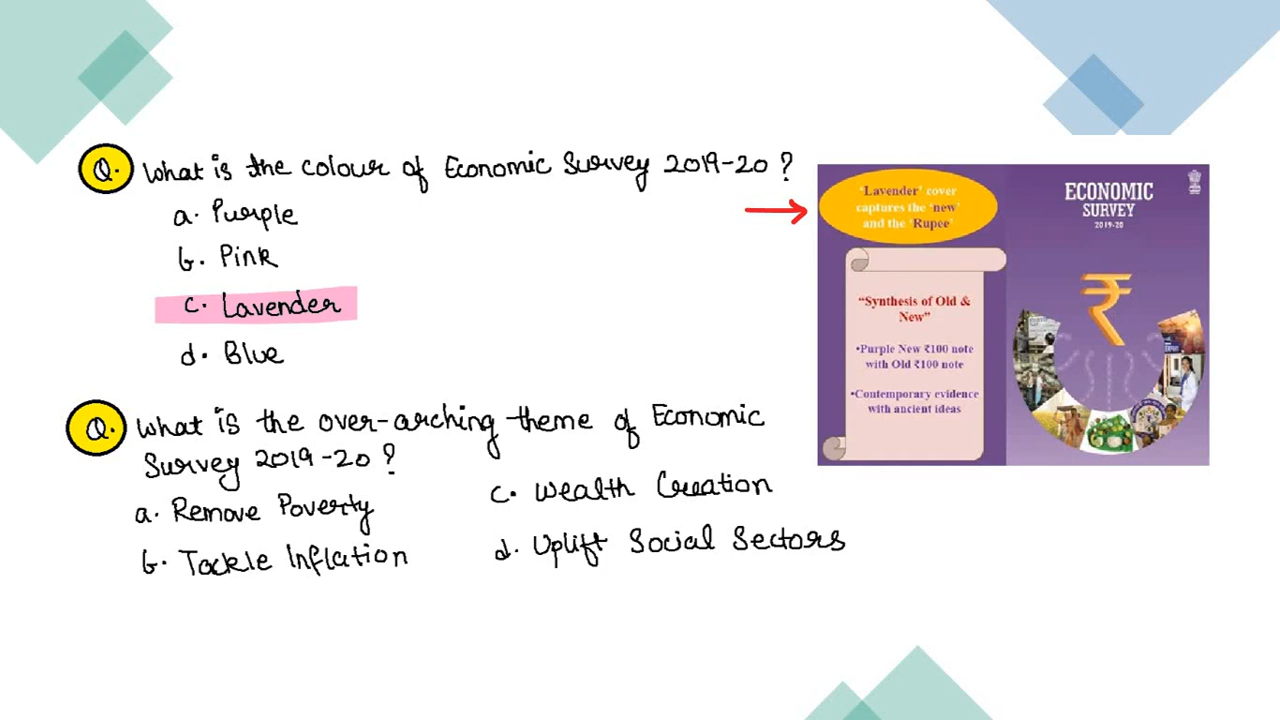 Q. What is the colour of Economic Survey 2019-20 ?
a. Purple
b. Pink
c. Lavender
d. Blue
'Lavender' cover
captures the 'new'
and the 'Rupee'
"Synthesis of Old &
New"
•Purple New ₹100 note
with Old ₹100 note
•Contemporary evidence
with ancient ideas
ECONOMIC
SURVEY
2019-20
₹
Q. What is the over-arching theme of Economic
Survey 2019-20 ?
a. Remove Poverty
b. Tackle Inflation
c. Wealth Creation
d. Uplift Social Sectors